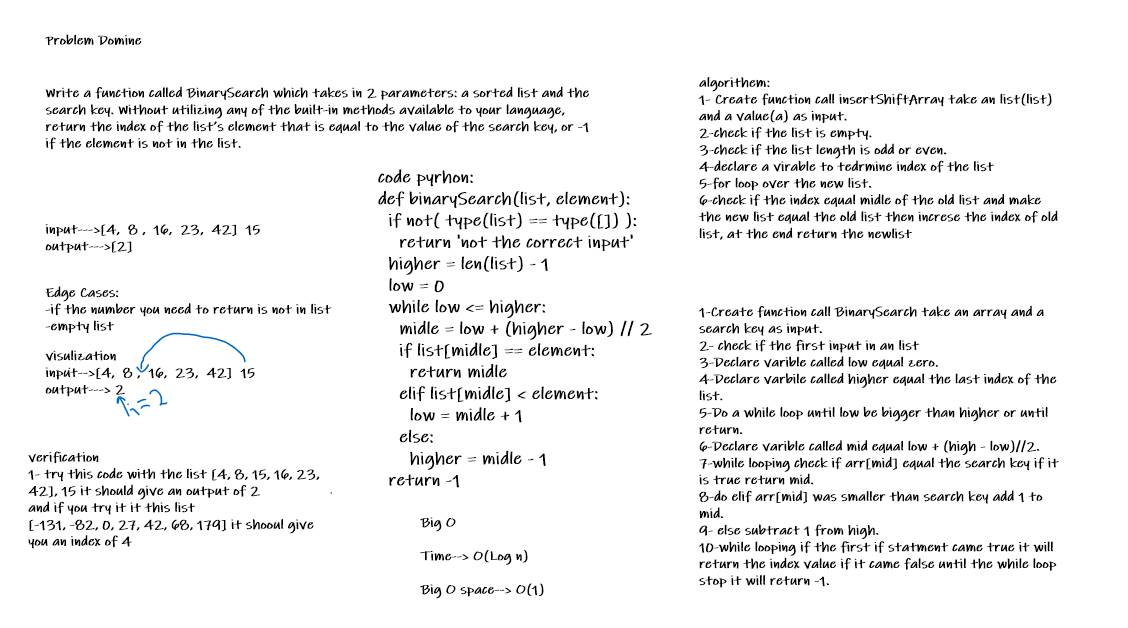 Problem Domine
Write a function called BinarySearch which takes in 2 parameters: a sorted list and the
search key. Without utilizing any of the built-in methods available to your language,
return the index of the list's element that is equal to the value of the search key, or -1
if the element is not in the list.
input--->[4, 8 , 16, 23, 42] 15
output--->[2]
Edge Cases:
-if the number you need to return is not in list
-empty list
visulization
input-->[4, 8 , 16, 23, 42] 15
output---> 2
i=2
verification
1- try this code with the list [4, 8, 15, 16, 23,
42], 15 it should give an output of 2
and if you try it it this list
[-131, -82, 0, 27, 42, 68, 179] it shooul give
you an index of 4
code pyrhon:
def binarySearch(list, element):
if not( type(list) == type([]) ):
return 'not the correct input'
higher = len(list) - 1
low = 0
while low <= higher:
midle = low + (higher - low) // 2
if list[midle] == element:
return midle
elif list[midle] < element:
low = midle + 1
else:
higher = midle - 1
return -1
Big O
Time--> O(Log n)
Big O space--> O(1)
algorithem:
1- Create function call insertShiftArray take an list(list)
and a value(a) as input.
2-check if the list is empty.
3-check if the list length is odd or even.
4-declare a virable to tedrmine index of the list
5-for loop over the new list.
6-check if the index equal midle of the old list and make
the new list equal the old list then increse the index of old
list, at the end return the newlist
1-Create function call BinarySearch take an array and a
search key as input.
2- check if the first input in an list
3-Declare varible called low equal zero.
4-Declare varbile called higher equal the last index of the
list.
5-Do a while loop until low be bigger than higher or until
return.
6-Declare varible called mid equal low + (high - low)//2.
7-while looping check if arr[mid] equal the search key if it
is true return mid.
8-do elif arr[mid] was smaller than search key add 1 to
mid.
9- else subtract 1 from high.
10-while looping if the first if statment came true it will
return the index value if it came false until the while loop
stop it will return -1.